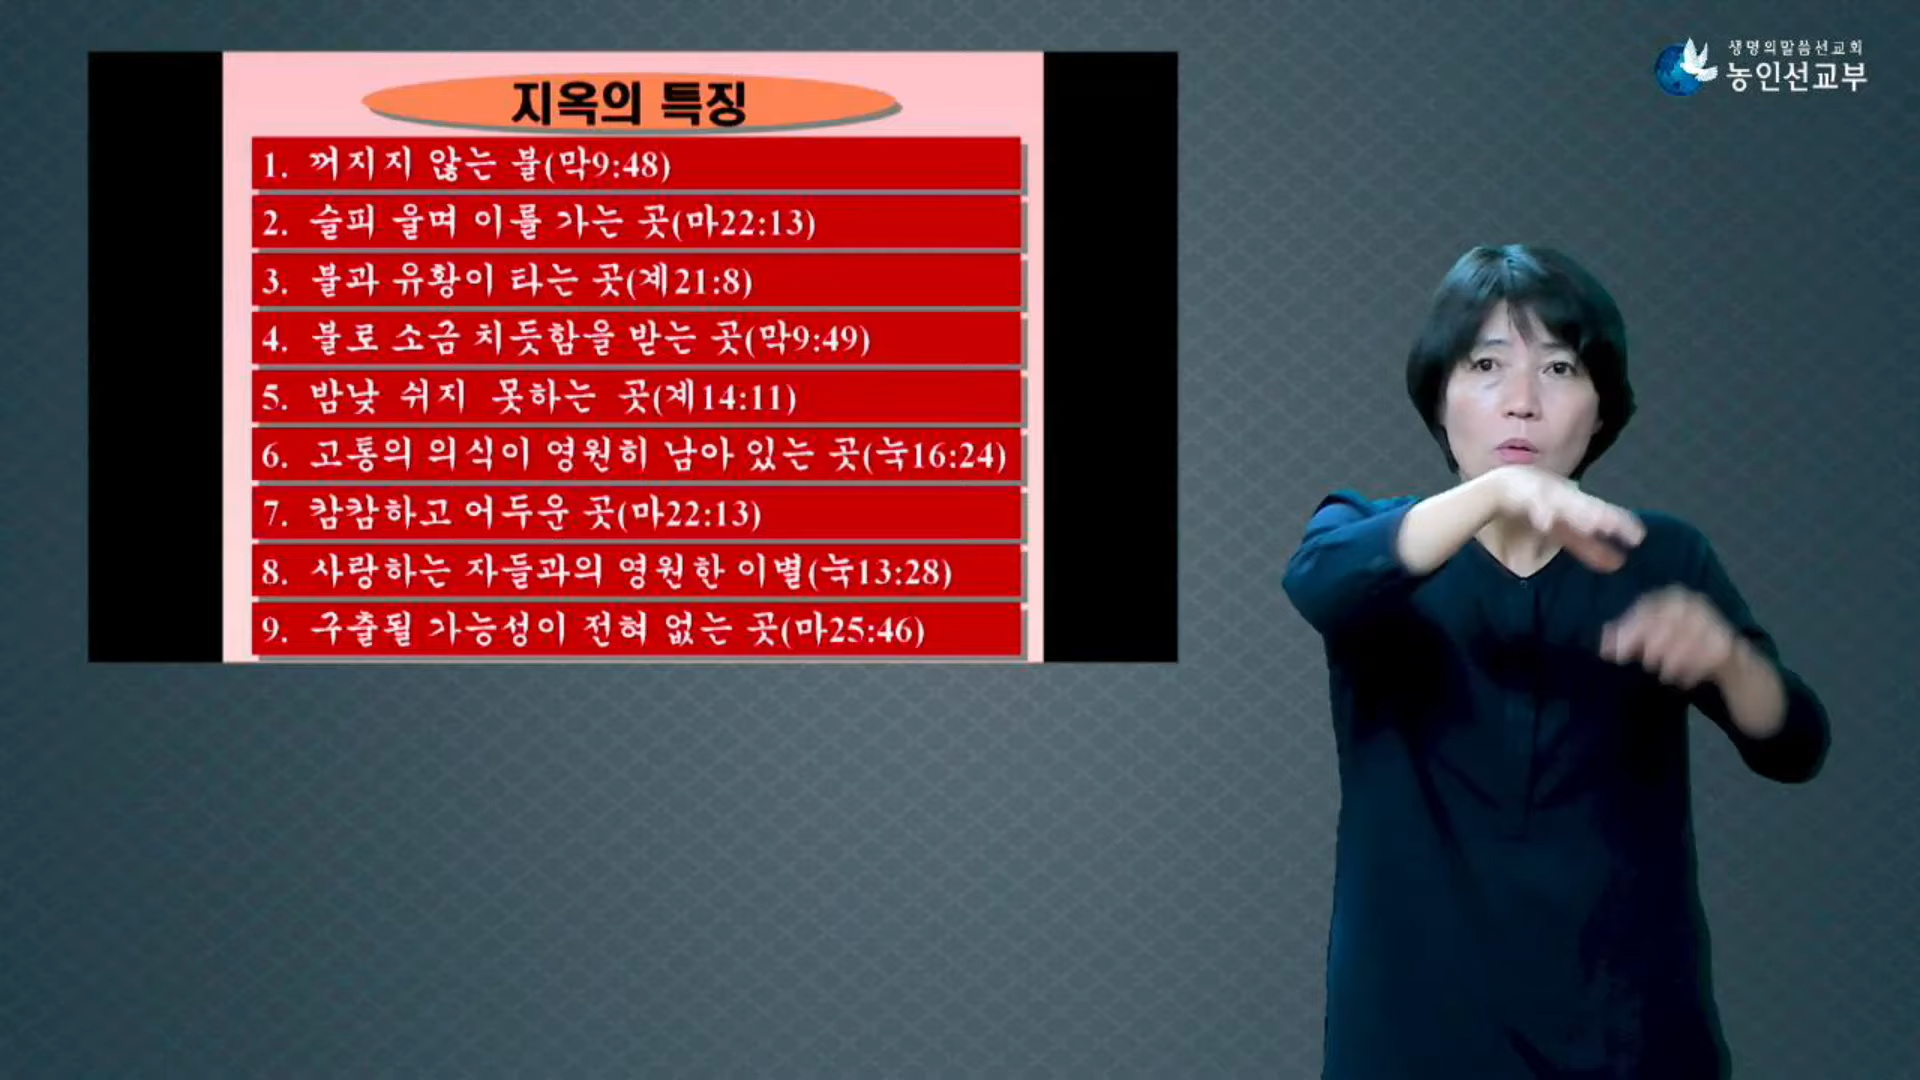 생명의말씀선교회
농인선교부
지옥의 특징
1. 꺼지지 않는 불(막9:48)
2. 슬피 울며 이를 가는 곳(마22:13)
3. 불과 유황이 타는 곳(계21:8)
4. 불로 소금 치듯함을 받는 곳(막9:49)
5. 밤낮 쉬지 못하는 곳(계14:11)
6. 고통의 의식이 영원히 남아 있는 곳(눅16:24)
7. 캄캄하고 어두운 곳(마22:13)
8. 사랑하는 자들과의 영원한 이별(눅13:28)
9. 구출될 가능성이 전혀 없는 곳(마25:46)